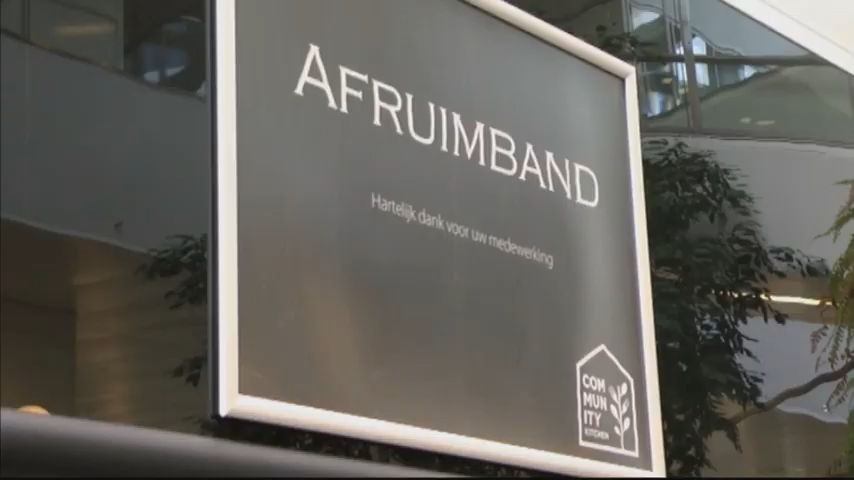 AFRUIMBAND
Hartelijk dank voor uw medewerking
COM
MUN
ITY
KITCHEN